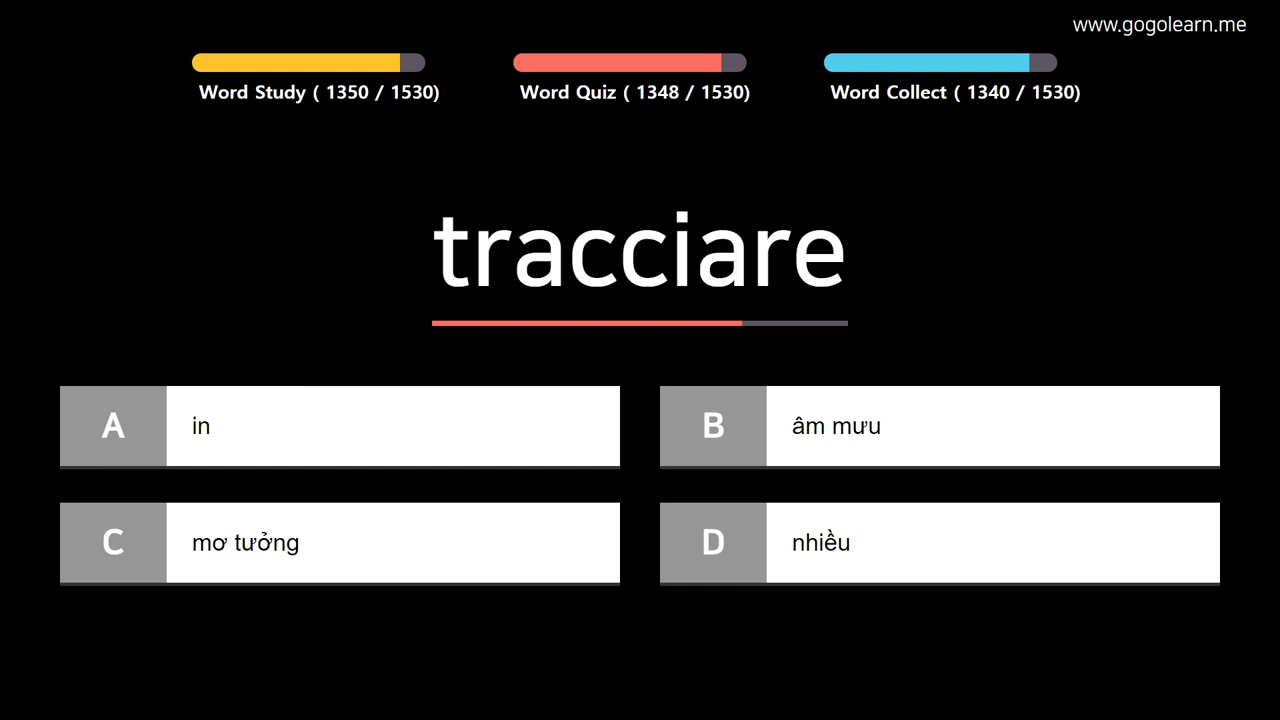 www.gogolearn.me
Word Study ( 1350 / 1530)
Word Quiz ( 1348 / 1530)
Word Collect ( 1340 / 1530)
tracciare
A in
B âm mưu
C mơ tưởng
D nhiều